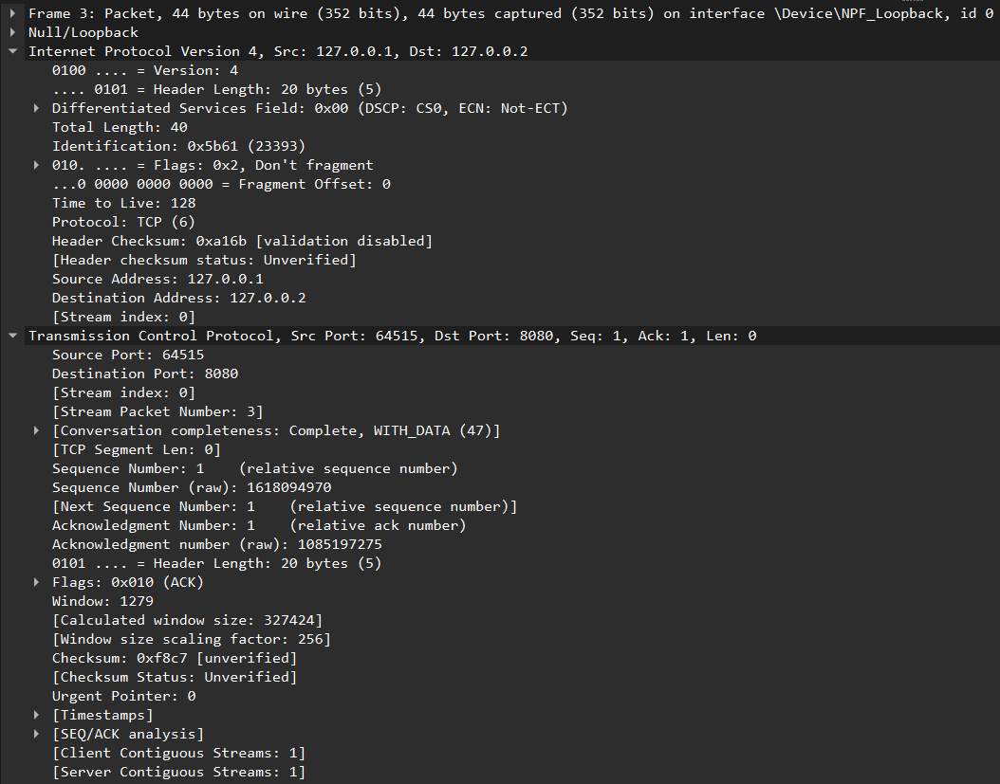 Frame 3: Packet, 44 bytes on wire (352 bits), 44 bytes captured (352 bits) on interface \Device\NPF_Loopback, id 0
Null/Loopback
Internet Protocol Version 4, Src: 127.0.0.1, Dst: 127.0.0.2
0100 .... = Version: 4
.... 0101 = Header Length: 20 bytes (5)
Differentiated Services Field: 0x00 (DSCP: CS0, ECN: Not-ECT)
Total Length: 40
Identification: 0x5b61 (23393)
010. .... = Flags: 0x2, Don't fragment
...0 0000 0000 0000 = Fragment Offset: 0
Time to Live: 128
Protocol: TCP (6)
Header Checksum: 0xa16b [validation disabled]
[Header checksum status: Unverified]
Source Address: 127.0.0.1
Destination Address: 127.0.0.2
[Stream index: 0]
Transmission Control Protocol, Src Port: 64515, Dst Port: 8080, Seq: 1, Ack: 1, Len: 0
Source Port: 64515
Destination Port: 8080
[Stream index: 0]
[Stream Packet Number: 3]
[Conversation completeness: Complete, WITH_DATA (47)]
[TCP Segment Len: 0]
Sequence Number: 1    (relative sequence number)
Sequence Number (raw): 1618094970
[Next Sequence Number: 1    (relative sequence number)]
Acknowledgment Number: 1    (relative ack number)
Acknowledgment number (raw): 1085197275
0101 .... = Header Length: 20 bytes (5)
Flags: 0x010 (ACK)
Window: 1279
[Calculated window size: 327424]
[Window size scaling factor: 256]
Checksum: 0xf8c7 [unverified]
[Checksum Status: Unverified]
Urgent Pointer: 0
[Timestamps]
[SEQ/ACK analysis]
[Client Contiguous Streams: 1]
[Server Contiguous Streams: 1]